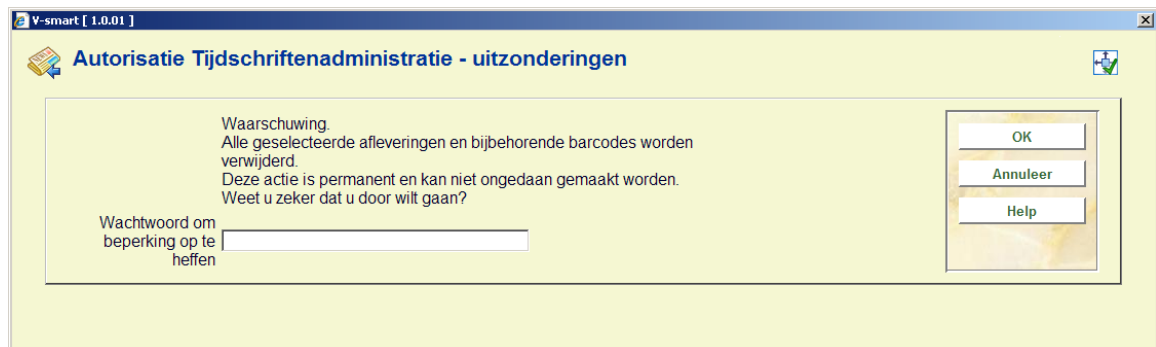 V-smart [ 1.0.01 ]
Autorisatie Tijdschriftenadministratie - uitzonderingen
Waarschuwing.
Alle geselecteerde afleveringen en bijbehorende barcodes worden
verwijderd.
Deze actie is permanent en kan niet ongedaan gemaakt worden.
Weet u zeker dat u door wilt gaan?
Wachtwoord om
beperking op te
heffen
OK
Annuleer
Help